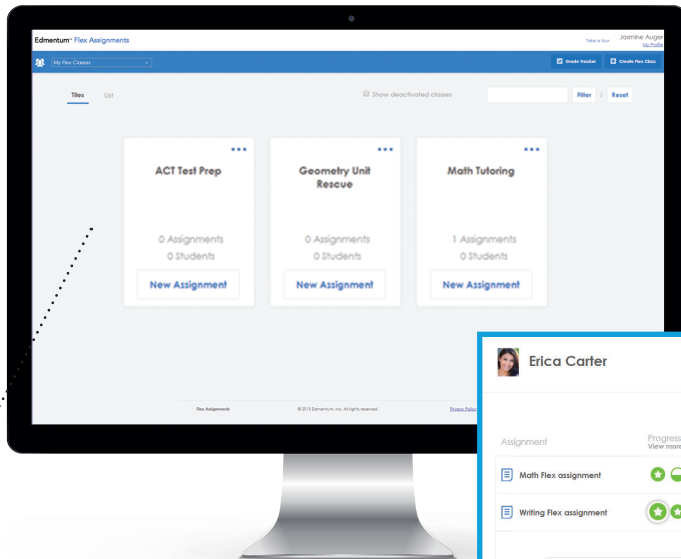 Edmentum™ Flex Assignments
Take a tour
Jasmine Auger
My Profile
My Flex Classes
Grade Tracker
Create Flex Class
Tiles
List
Show deactivated classes
Filter
Reset
ACT Test Prep
0 Assignments
0 Students
New Assignment
Geometry Unit
Rescue
0 Assignments
0 Students
New Assignment
Math Tutoring
1 Assignments
0 Students
New Assignment
Flex Assignments
© 2015 Edmentum, Inc. All rights reserved.
Privacy Policy
Erica Carter
Assignment
Progress
View more
Math Flex assignment
Writing Flex assignment